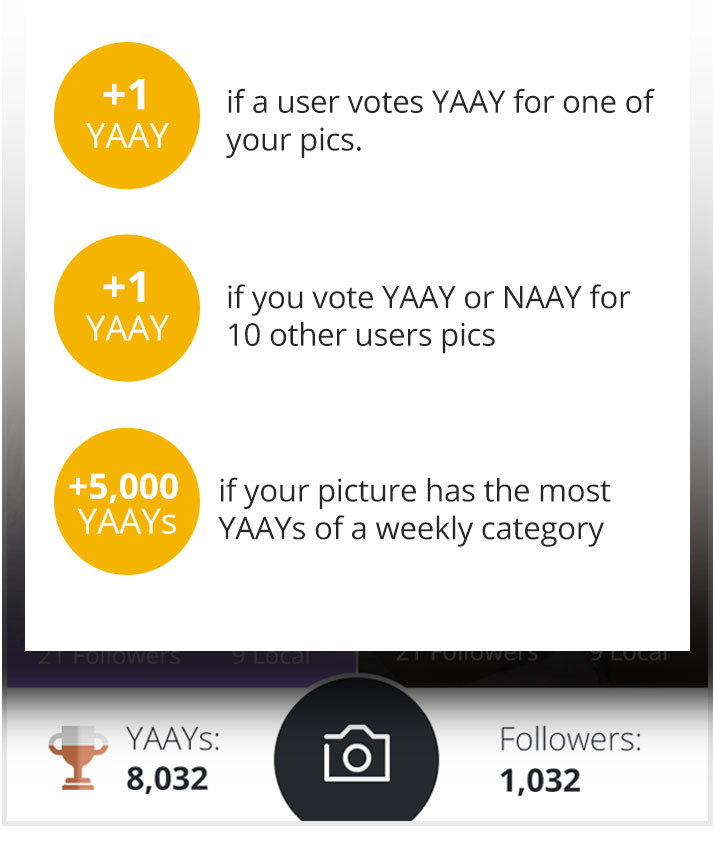 +1
YAAY
if a user votes YAAY for one of
your pics.
+1
YAAY
if you vote YAAY or NAAY for
10 other users pics
+5,000
YAAYs
if your picture has the most
YAAYs of a weekly category
21 Followers
9 Local
21 Followers
9 Local
YAAYs:
8,032
Followers:
1,032